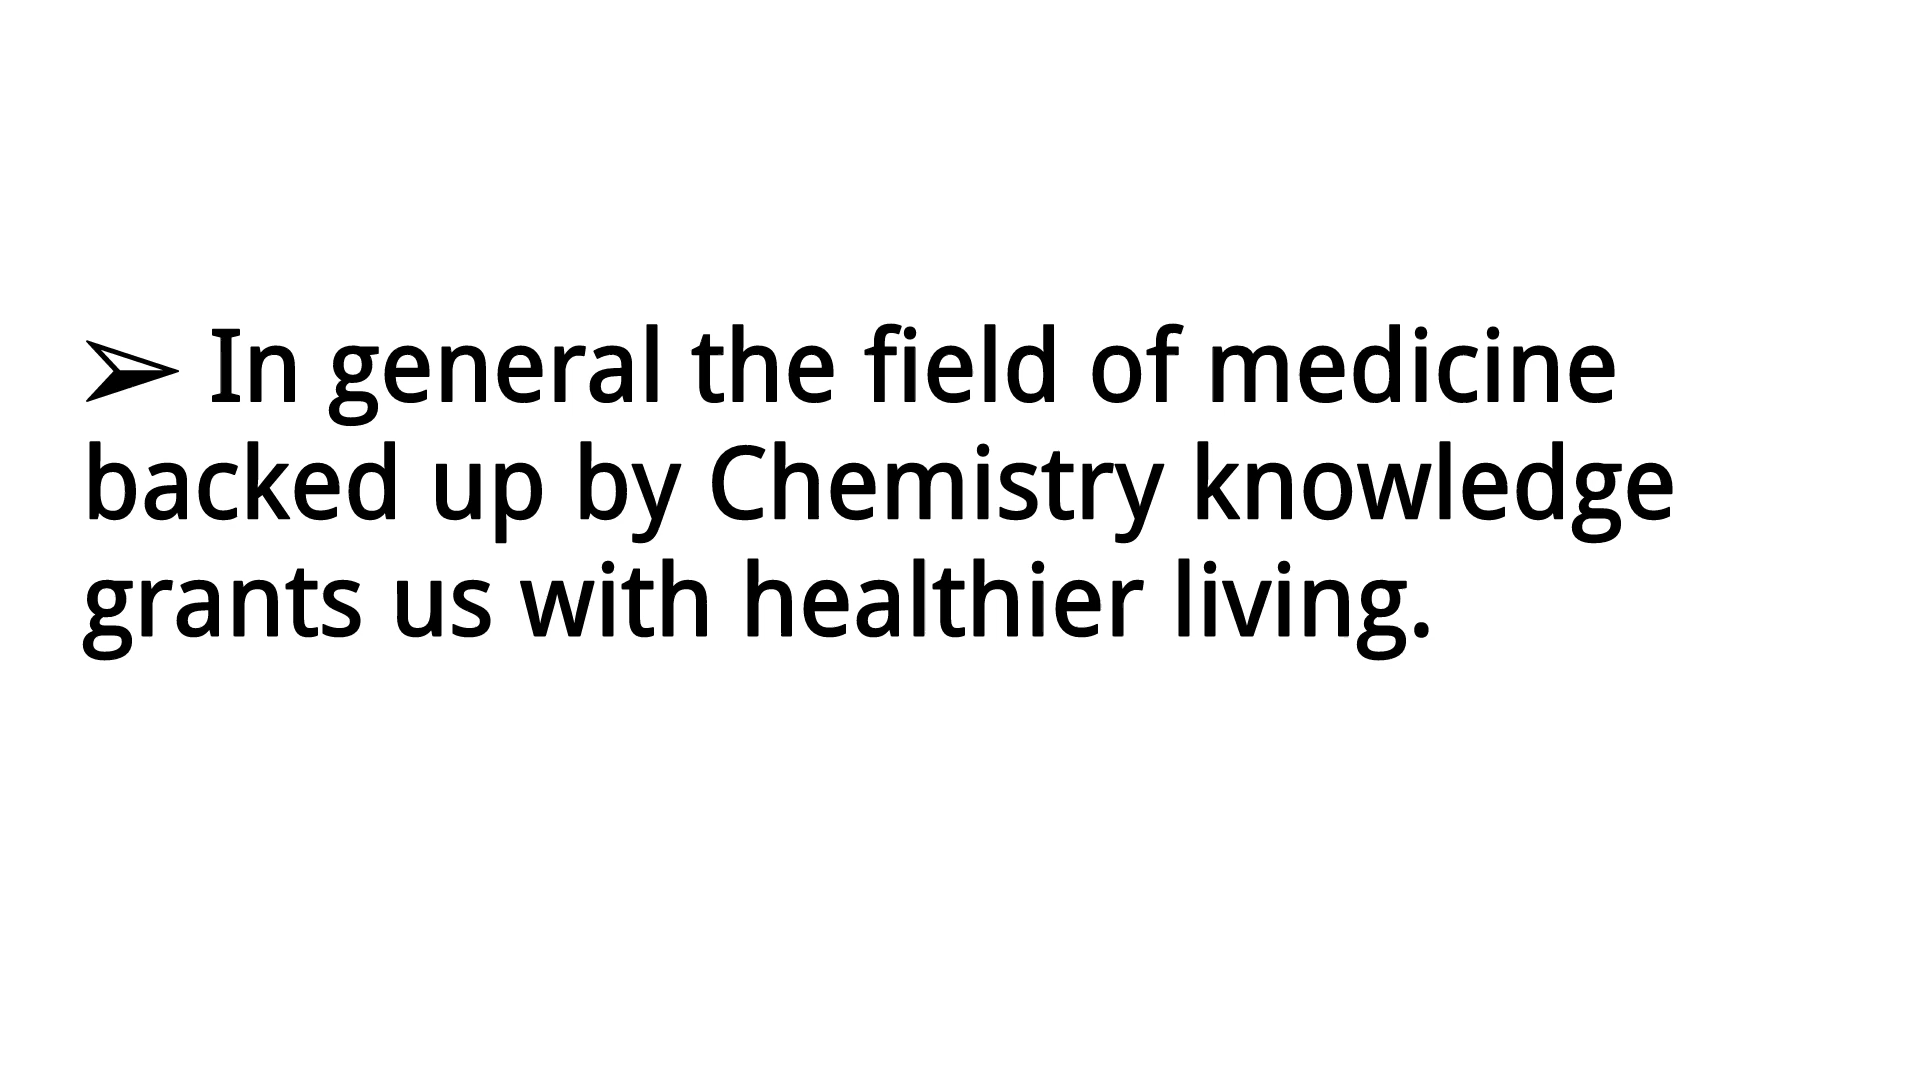 ➢ In general the field of medicine
backed up by Chemistry knowledge
grants us with healthier living.